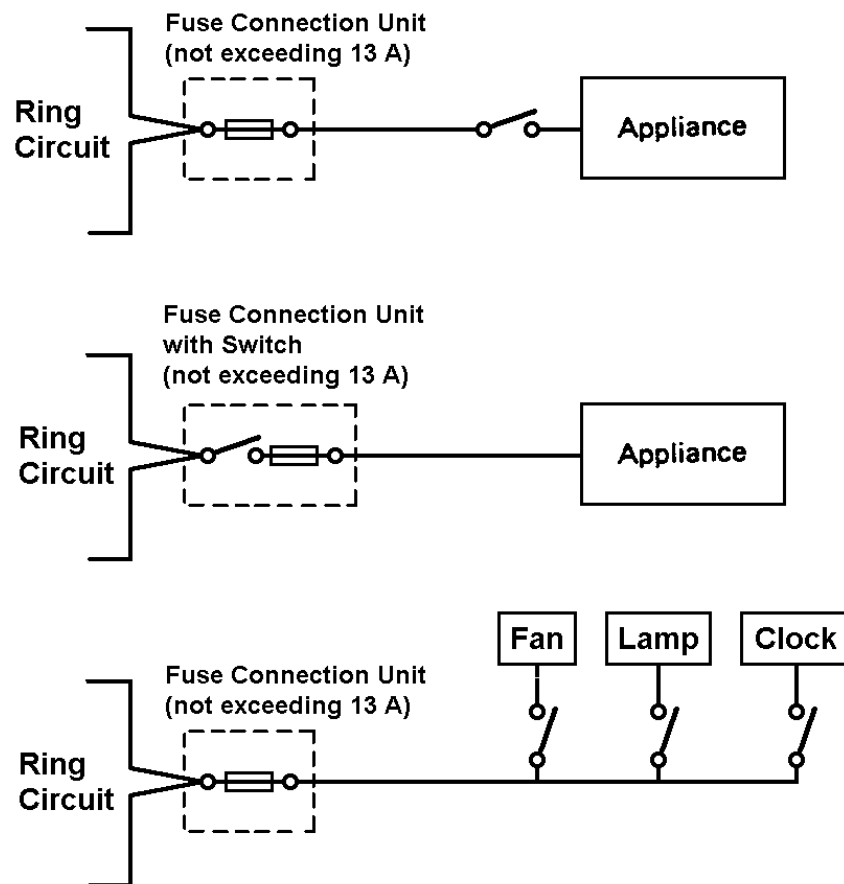 Fuse Connection Unit
(not exceeding 13 A)
Ring
Circuit
Appliance
Fuse Connection Unit
with Switch
(not exceeding 13 A)
Ring
Circuit
Appliance
Fan
Lamp
Clock
Fuse Connection Unit
(not exceeding 13 A)
Ring
Circuit